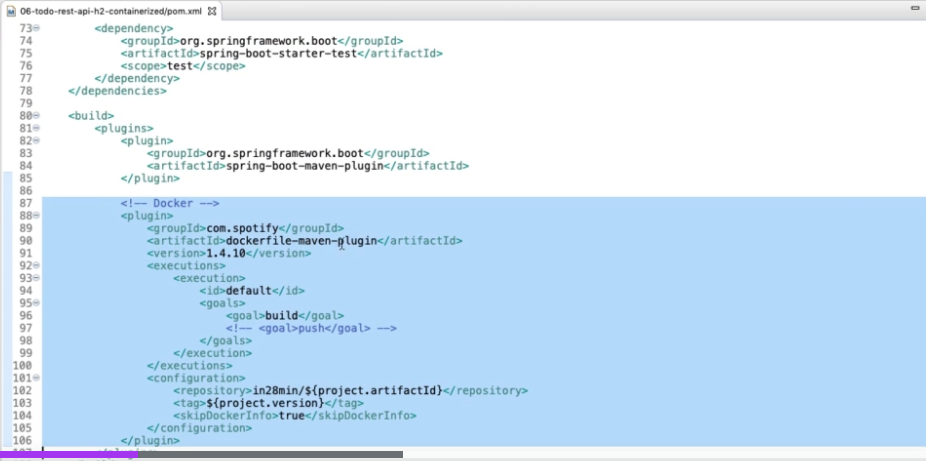 06-todo-rest-api-h2-containerized/pom.xml
73 <dependency>
74 <groupId>org.springframework.boot</groupId>
75 <artifactId>spring-boot-starter-test</artifactId>
76 <scope>test</scope>
77 </dependency>
78 </dependencies>
79
80 <build>
81 <plugins>
82 <plugin>
83 <groupId>org.springframework.boot</groupId>
84 <artifactId>spring-boot-maven-plugin</artifactId>
85 </plugin>
86
87 <!-- Docker -->
88 <plugin>
89 <groupId>com.spotify</groupId>
90 <artifactId>dockerfile-maven-plugin</artifactId>
91 <version>1.4.10</version>
92 <executions>
93 <execution>
94 <id>default</id>
95 <goals>
96 <goal>build</goal>
97 <!-- <goal>push</goal> -->
98 </goals>
99 </execution>
100 </executions>
101 <configuration>
102 <repository>in28min/${project.artifactId}</repository>
103 <tag>${project.version}</tag>
104 <skipDockerInfo>true</skipDockerInfo>
105 </configuration>
106 </plugin>